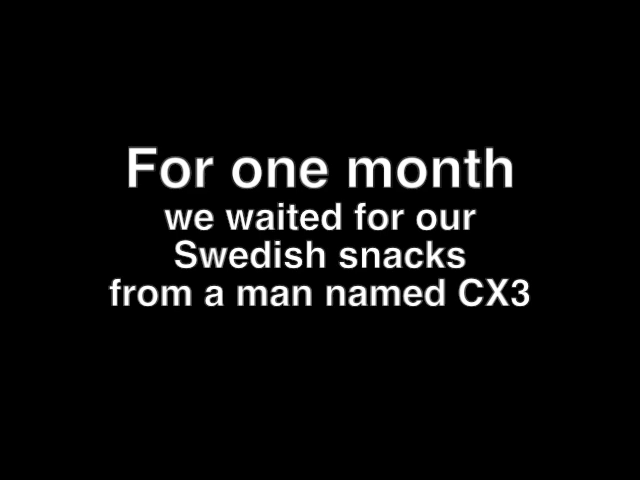 For one month
we waited for our
Swedish snacks
from a man named CX3